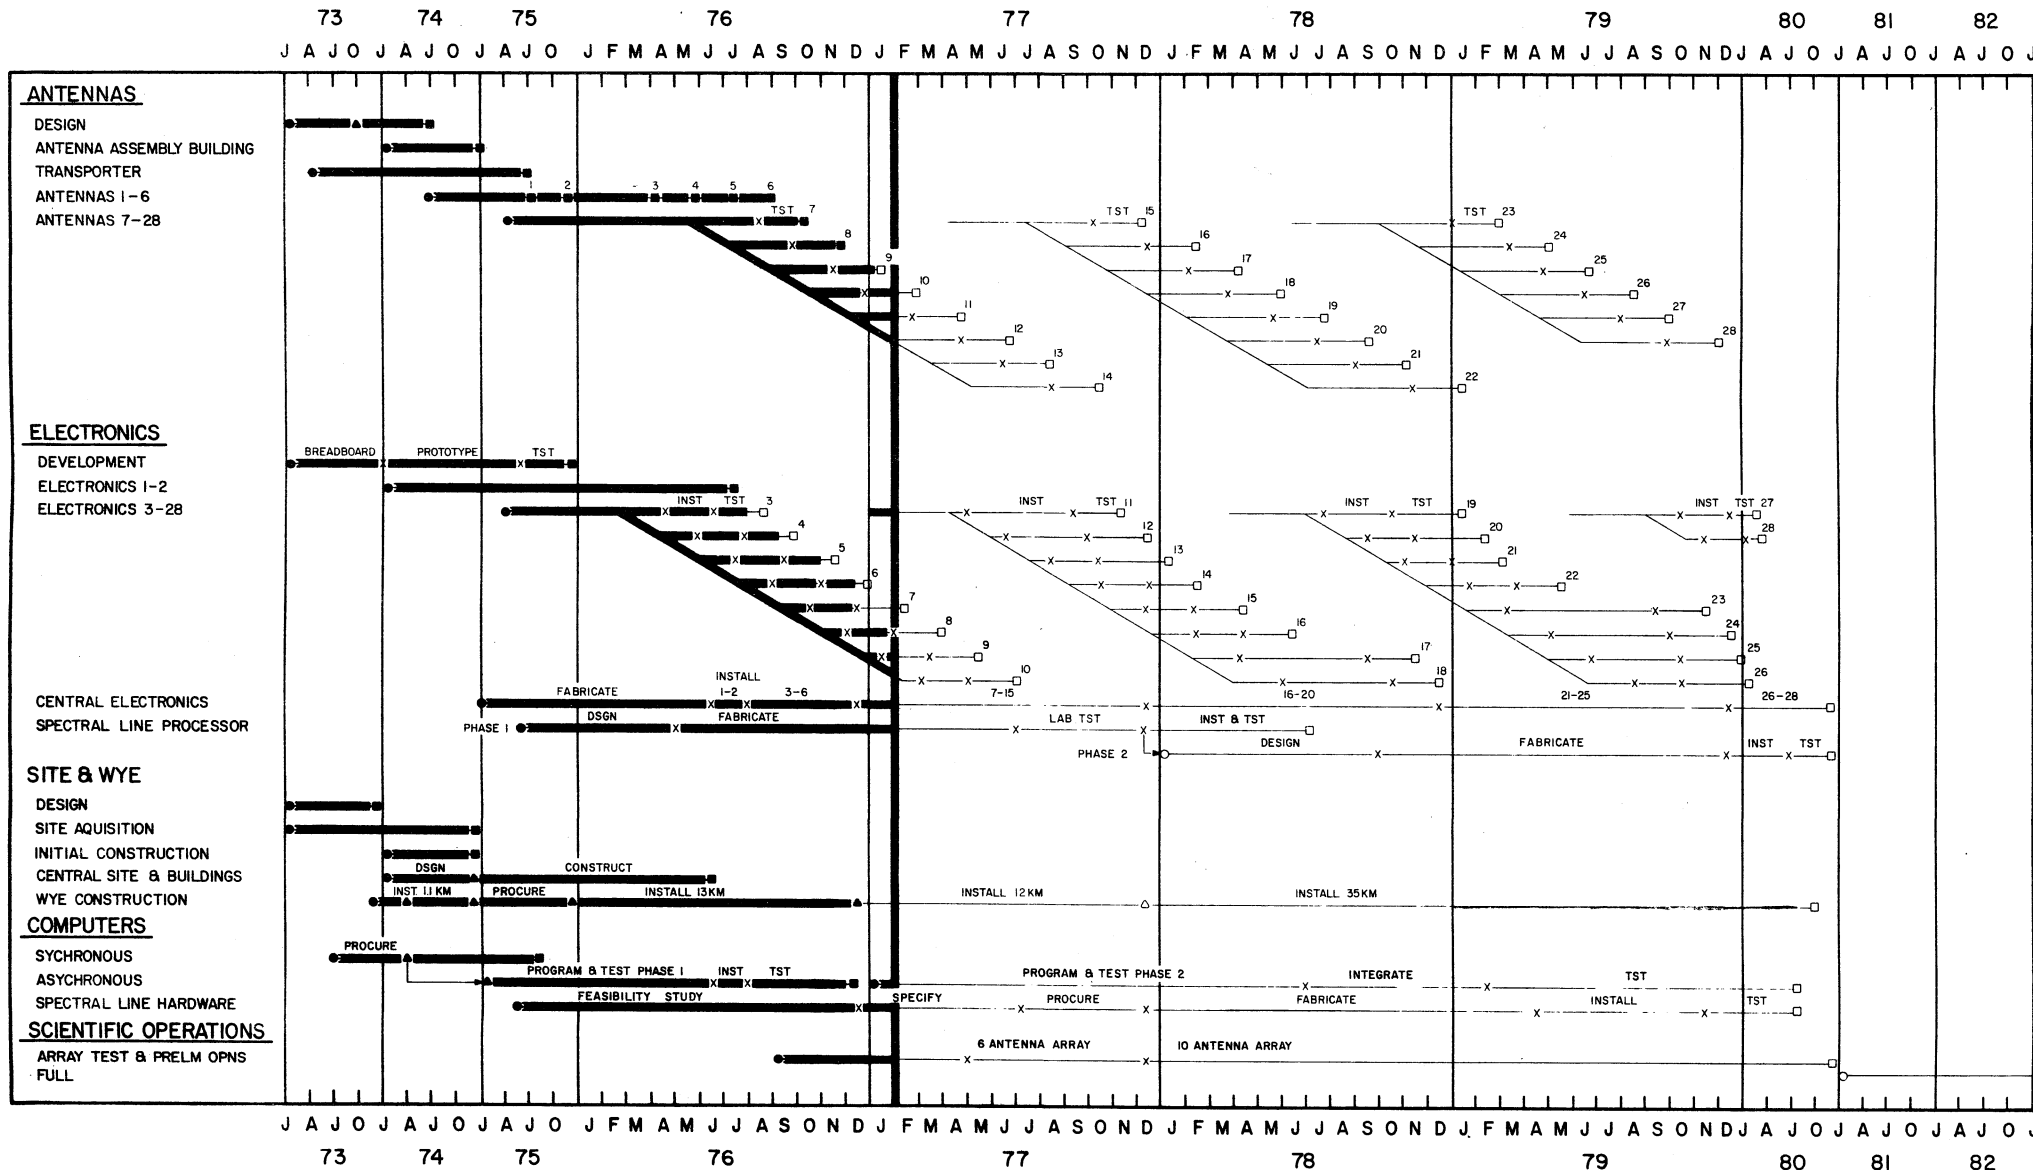 73 74 75 76 77 78 79 80 81 82
J A J O J A J O J A J O J F M A M J J A S O N D J F M A M J J A S O N D J F M A M J J A S O N D J F M A M J J A S O N D J A J O J A J O J A J O J
ANTENNAS
DESIGN
ANTENNA ASSEMBLY BUILDING
TRANSPORTER
ANTENNAS 1-6 1 2 3 4 5 6
ANTENNAS 7-28 TST 7 TST 15 TST 23
8 16 24
9 17 25
10 18 26
11 19 27
12 20 28
13 21
14 22
ELECTRONICS
DEVELOPMENT BREADBOARD PROTOTYPE TST
ELECTRONICS 1-2
ELECTRONICS 3-28 INST TST 3 INST TST 11 INST TST 19 INST TST 27
4 12 20 28
5 13 21
6 14 22
7 15 23
8 16 24
9 17 25
10 18 26
INSTALL
CENTRAL ELECTRONICS FABRICATE 1-2 3-6 7-15 16-20 21-25 26-28
SPECTRAL LINE PROCESSOR PHASE 1 DSGN FABRICATE LAB TST INST & TST
PHASE 2 DESIGN FABRICATE INST TST
SITE & WYE
DESIGN
SITE AQUISITION
INITIAL CONSTRUCTION
CENTRAL SITE & BUILDINGS DSGN CONSTRUCT
WYE CONSTRUCTION INST. 1.1 KM PROCURE INSTALL 13KM INSTALL 12KM INSTALL 35KM
COMPUTERS
SYCHRONOUS PROCURE
ASYCHRONOUS PROGRAM & TEST PHASE 1 INST TST PROGRAM & TEST PHASE 2 INTEGRATE TST
SPECTRAL LINE HARDWARE FEASIBILITY STUDY SPECIFY PROCURE FABRICATE INSTALL TST
SCIENTIFIC OPERATIONS
ARRAY TEST & PRELM OPNS 6 ANTENNA ARRAY 10 ANTENNA ARRAY
FULL
J A J O J A J O J A J O J F M A M J J A S O N D J F M A M J J A S O N D J F M A M J J A S O N D J F M A M J J A S O N D J A J O J A J O J A J O J
73 74 75 76 77 78 79 80 81 82